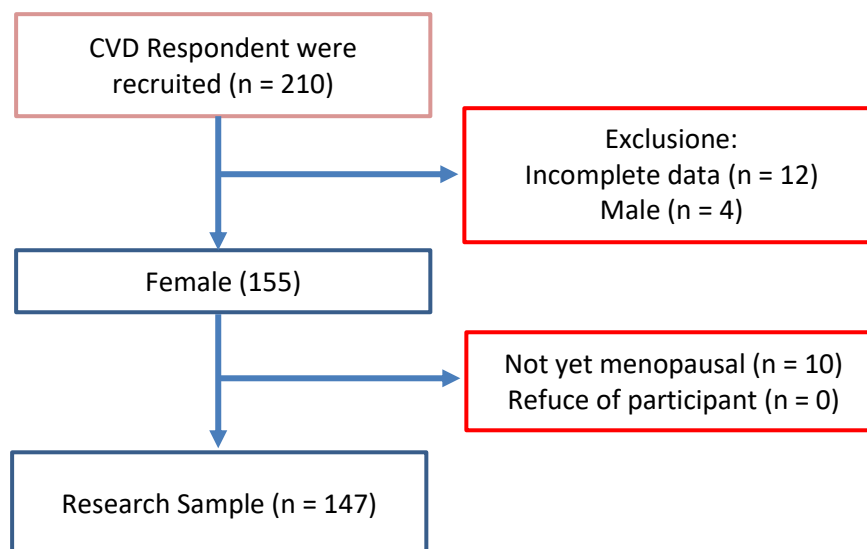 CVD Respondent were
recruited (n = 210)
Exclusione:
Incomplete data (n = 12)
Male (n = 4)
Female (155)
Not yet menopausal (n = 10)
Refuce of participant (n = 0)
Research Sample (n = 147)